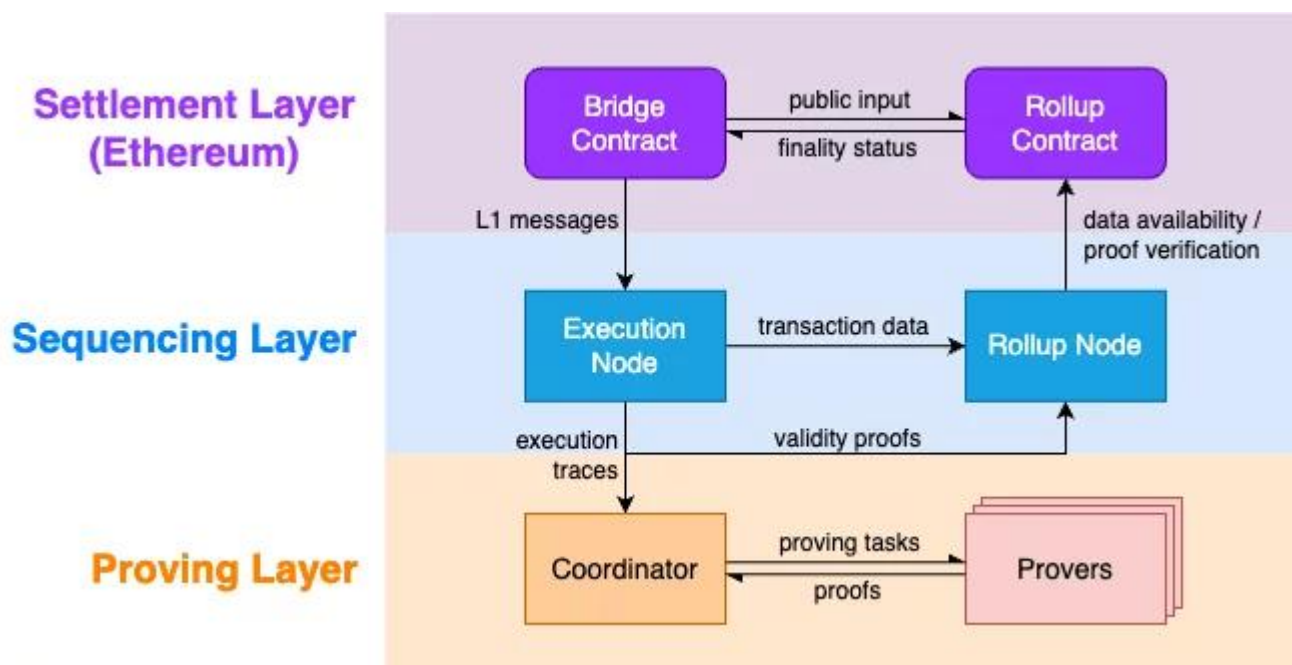 Settlement Layer
(Ethereum)
Bridge
Contract
public input
finality status
Rollup
Contract
L1 messages
data availability /
proof verification
Sequencing Layer
Execution
Node
transaction data
Rollup Node
execution
traces
validity proofs
Proving Layer
Coordinator
proving tasks
proofs
Provers